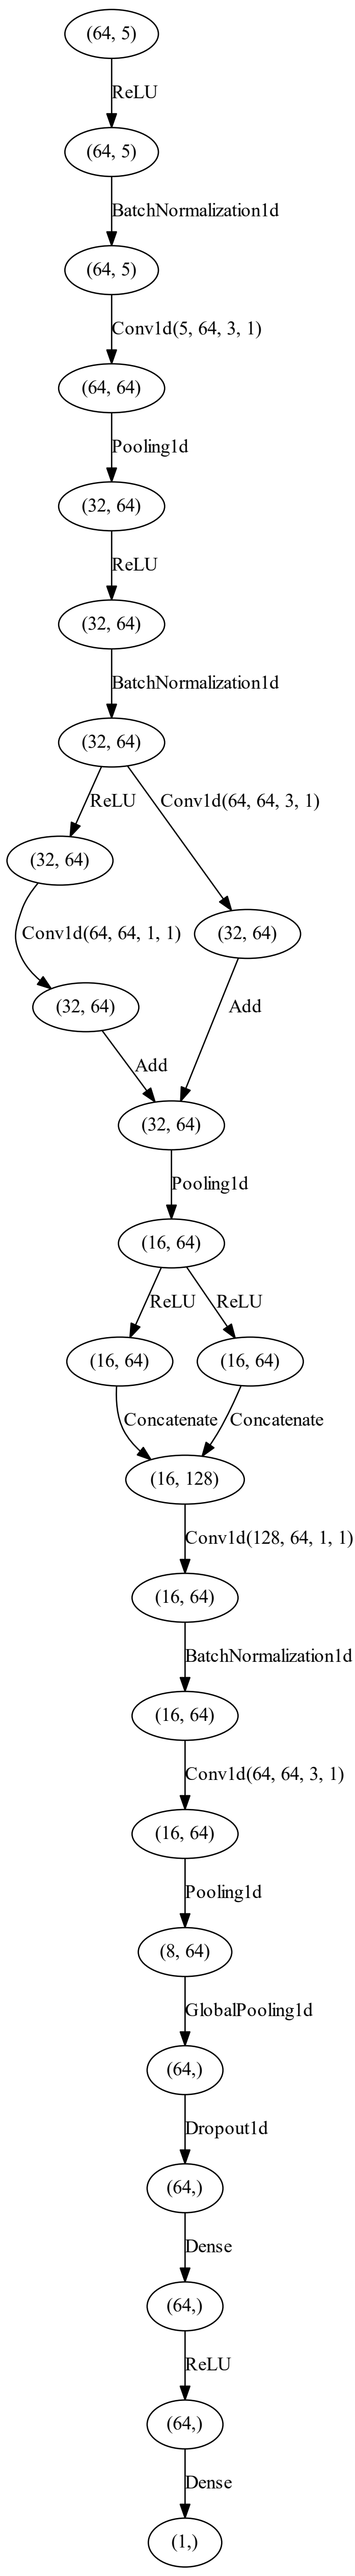 (64, 5)
ReLU
(64, 5)
BatchNormalization1d
(64, 5)
Conv1d(5, 64, 3, 1)
(64, 64)
Pooling1d
(32, 64)
ReLU
(32, 64)
BatchNormalization1d
(32, 64)
ReLU
Conv1d(64, 64, 3, 1)
(32, 64)
Conv1d(64, 64, 1, 1)
(32, 64)
(32, 64)
Add
Add
(32, 64)
Pooling1d
(16, 64)
ReLU
ReLU
(16, 64)
(16, 64)
Concatenate
Concatenate
(16, 128)
Conv1d(128, 64, 1, 1)
(16, 64)
BatchNormalization1d
(16, 64)
Conv1d(64, 64, 3, 1)
(16, 64)
Pooling1d
(8, 64)
GlobalPooling1d
(64,)
Dropout1d
(64,)
Dense
(64,)
ReLU
(64,)
Dense
(1,)